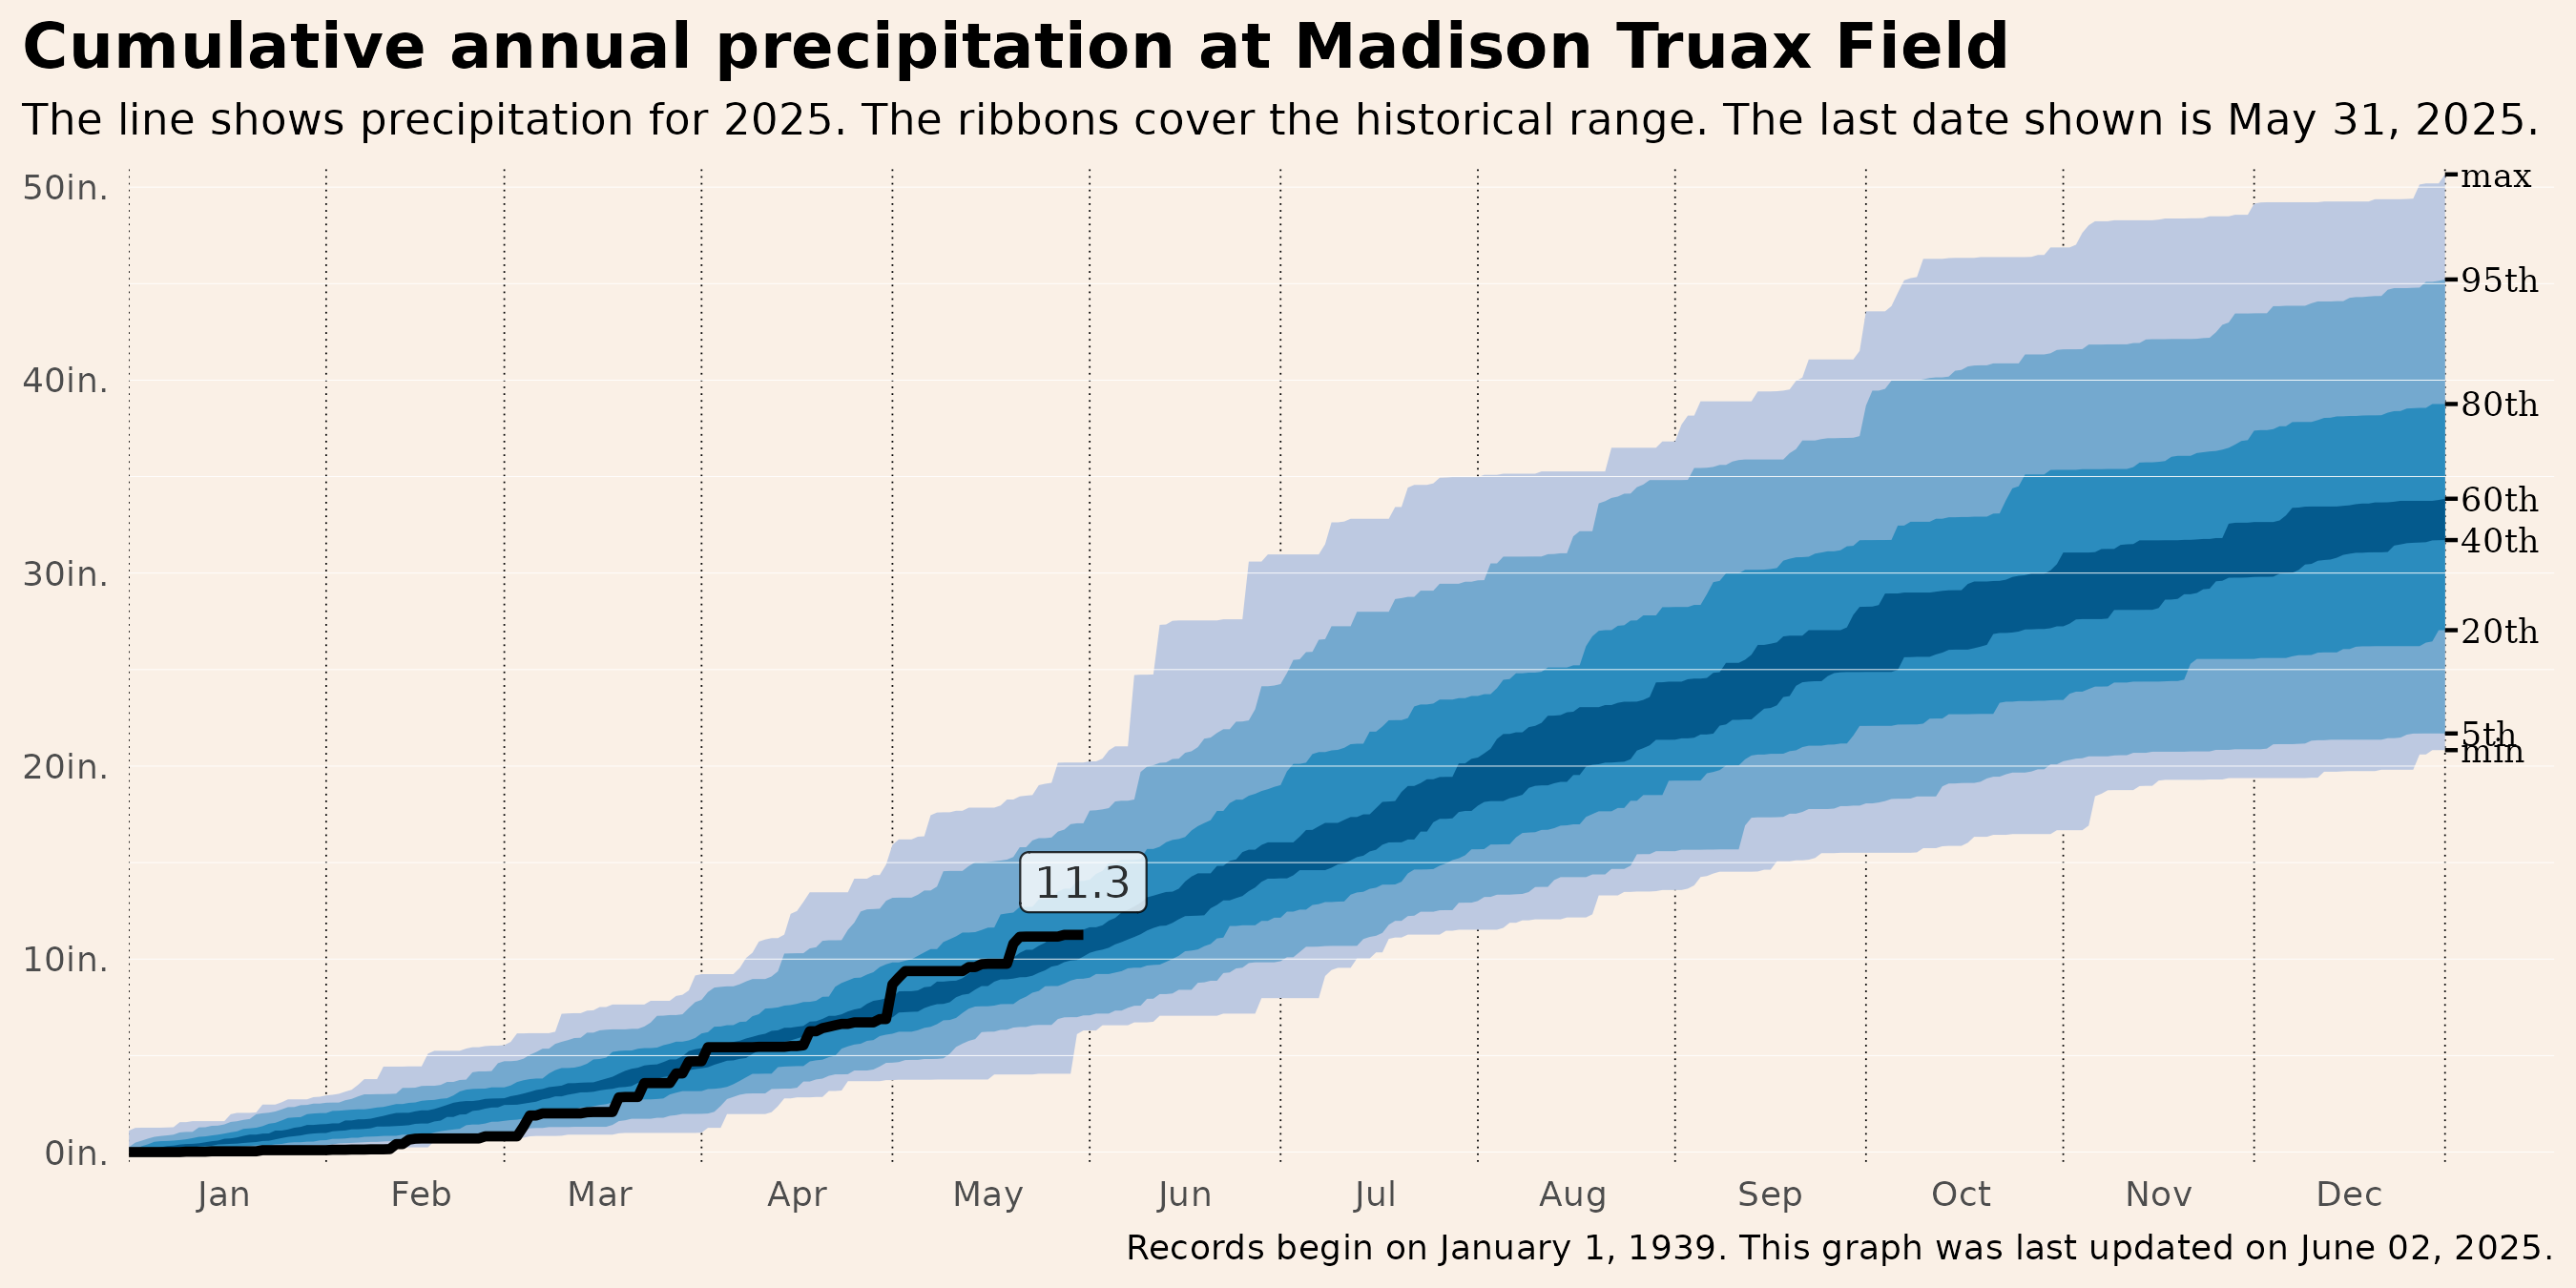 Cumulative annual precipitation at Madison Truax Field
The line shows precipitation for 2025. The ribbons cover the historical range. The last date shown is May 31, 2025.
50in.
40in.
30in.
20in.
10in.
0in.
max
95th
80th
60th
40th
20th
5th
min
11.3
Jan Feb Mar Apr May Jun Jul Aug Sep Oct Nov Dec
Records begin on January 1, 1939. This graph was last updated on June 02, 2025.